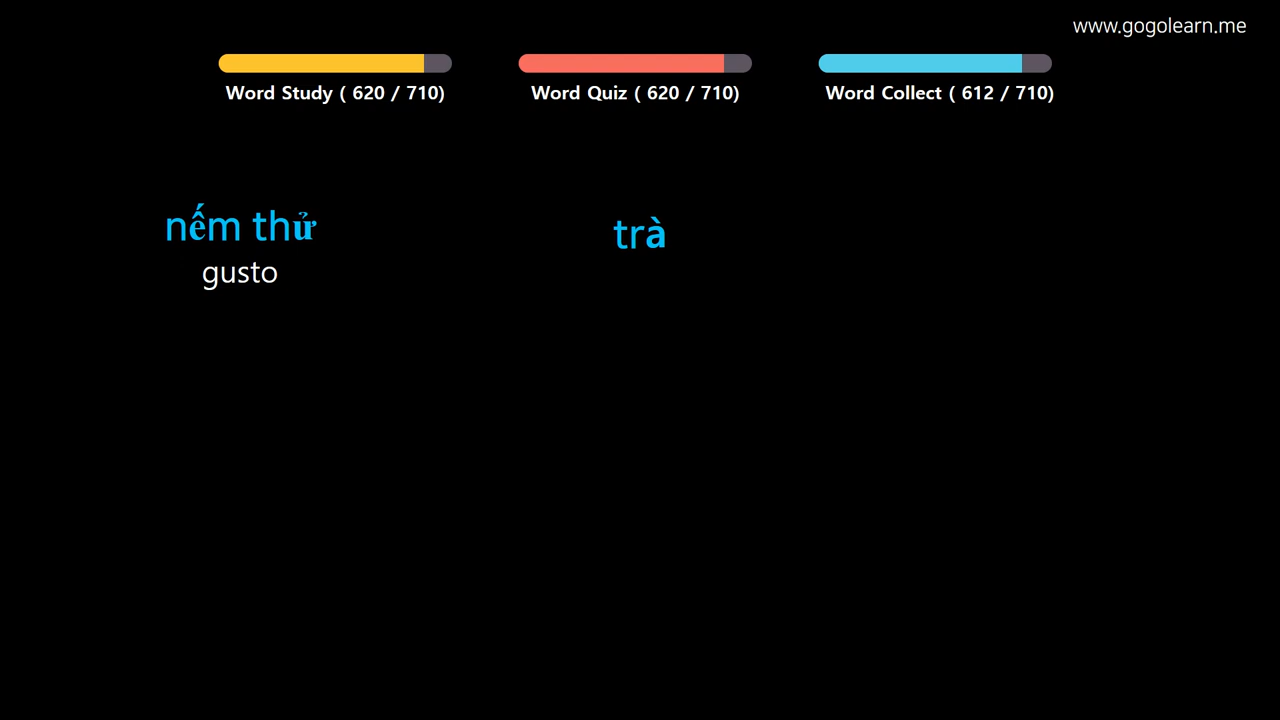 www.gogolearn.me
Word Study ( 620 / 710)
Word Quiz ( 620 / 710)
Word Collect ( 612 / 710)
nếm thử
gusto
trà